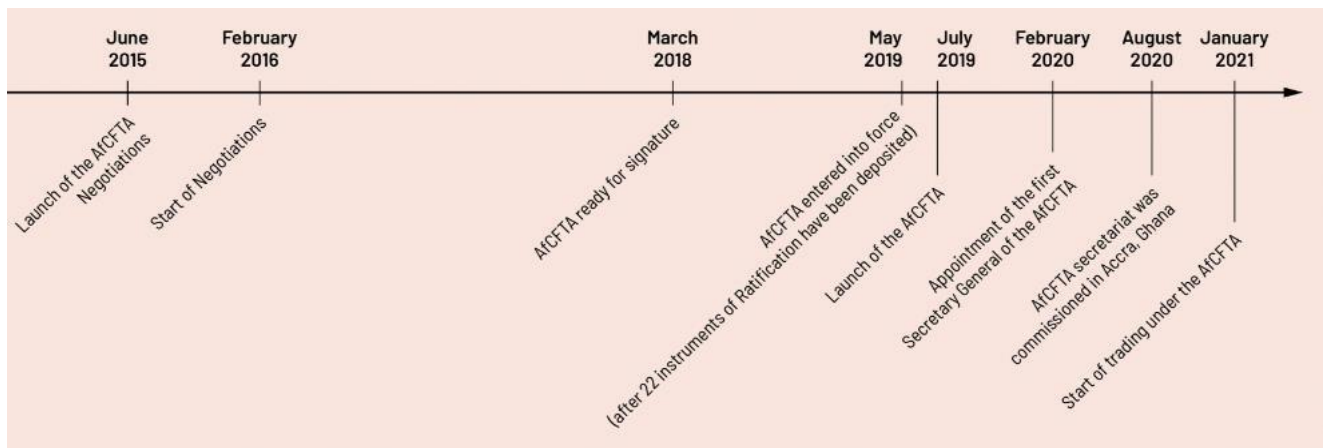 June
2015
February
2016
March
2018
May
2019
July
2019
February
2020
August
2020
January
2021
Launch of the AfCFTA
Negotiations
Start of Negotiations
AfCFTA ready for signature
AfCFTA entered into force
(after 22 instruments of Ratification have been deposited)
Launch of the AfCFTA
Appointment of the first
Secretary General of the AfCFTA
AfCFTA secretariat was
commissioned in Accra, Ghana
Start of trading under the AfCFTA